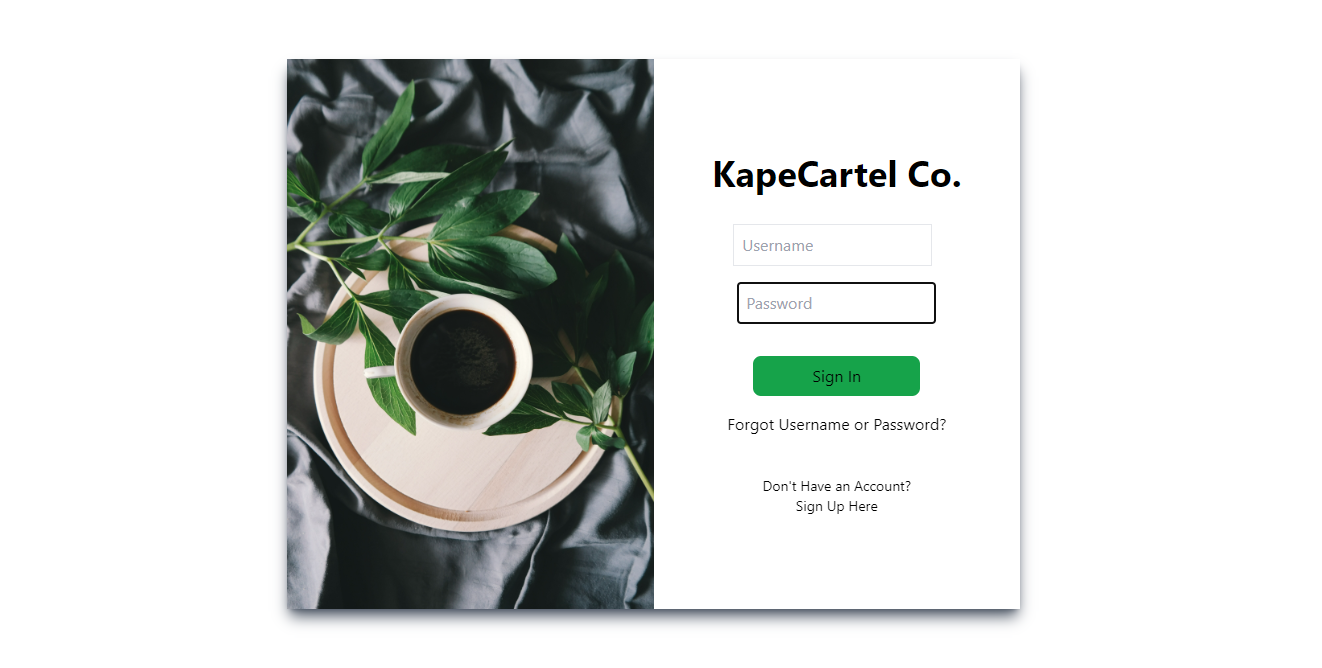 KapeCartel Co.
Username
Password
Sign In
Forgot Username or Password?
Don't Have an Account?
Sign Up Here